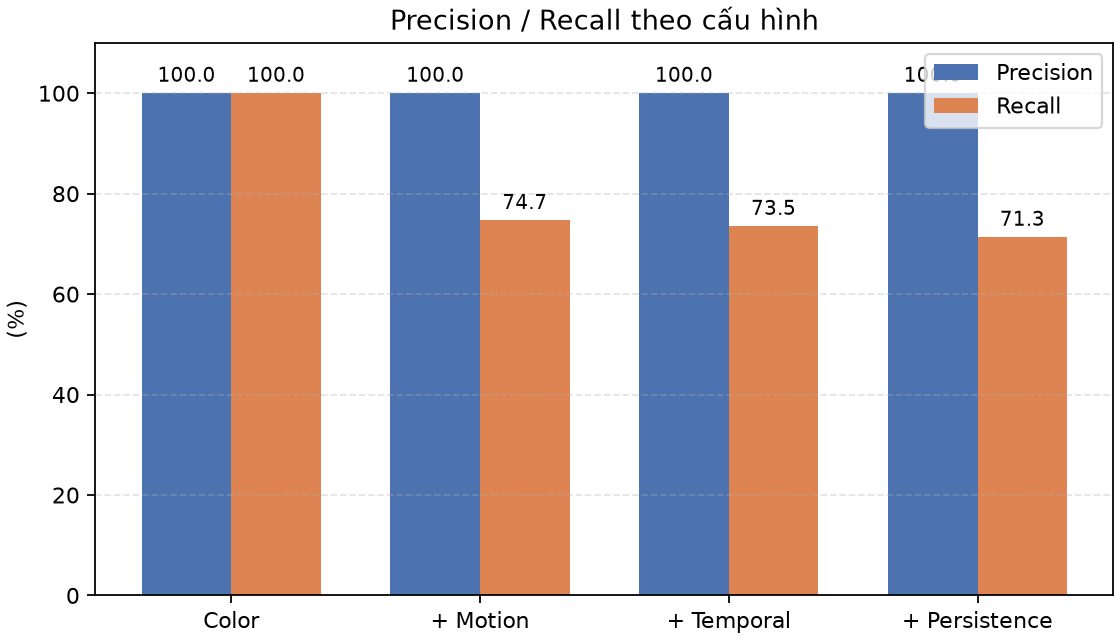 Precision / Recall theo cấu hình
100.0
100.0
100.0
100.0
Precision
Recall
74.7
73.5
71.3
100
80
60
40
20
0
(%)
Color
+ Motion
+ Temporal
+ Persistence